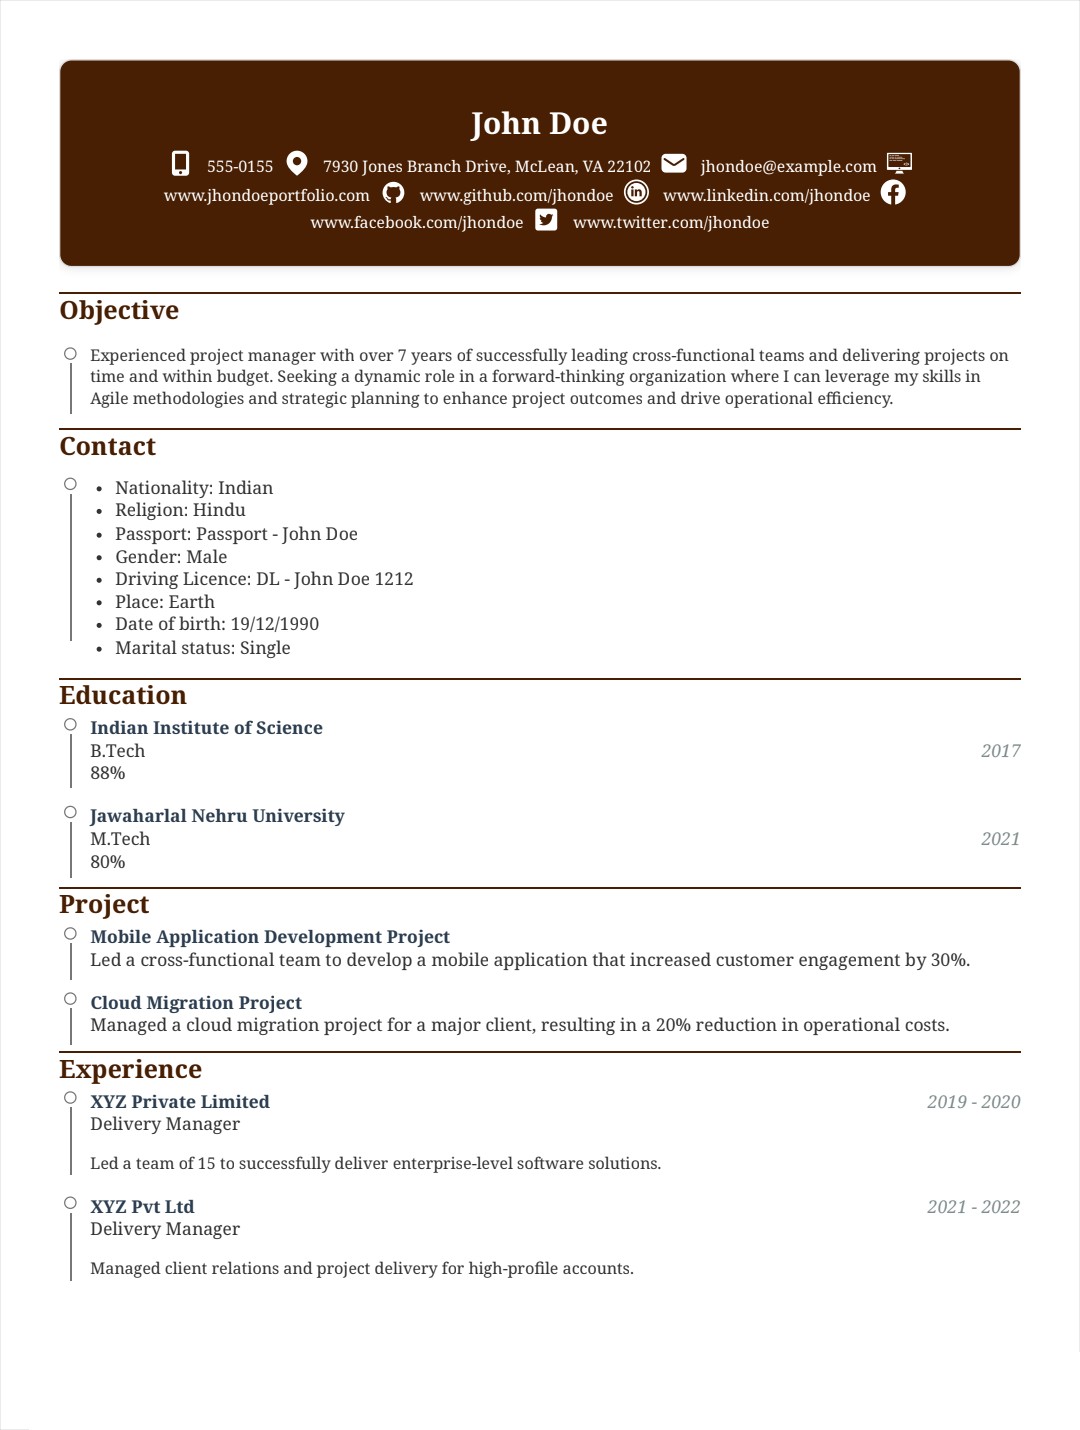 John Doe
555-0155 7930 Jones Branch Drive, McLean, VA 22102 jhondoe@example.com
www.jhondoeportfolio.com www.github.com/jhondoe www.linkedin.com/jhondoe
www.facebook.com/jhondoe www.twitter.com/jhondoe
Objective
Experienced project manager with over 7 years of successfully leading cross-functional teams and delivering projects on
time and within budget. Seeking a dynamic role in a forward-thinking organization where I can leverage my skills in
Agile methodologies and strategic planning to enhance project outcomes and drive operational efficiency.
Contact
• Nationality: Indian
• Religion: Hindu
• Passport: Passport - John Doe
• Gender: Male
• Driving Licence: DL - John Doe 1212
• Place: Earth
• Date of birth: 19/12/1990
• Marital status: Single
Education
Indian Institute of Science
B.Tech 2017
88%
Jawaharlal Nehru University
M.Tech 2021
80%
Project
Mobile Application Development Project
Led a cross-functional team to develop a mobile application that increased customer engagement by 30%.
Cloud Migration Project
Managed a cloud migration project for a major client, resulting in a 20% reduction in operational costs.
Experience
XYZ Private Limited 2019 - 2020
Delivery Manager
Led a team of 15 to successfully deliver enterprise-level software solutions.
XYZ Pvt Ltd 2021 - 2022
Delivery Manager
Managed client relations and project delivery for high-profile accounts.